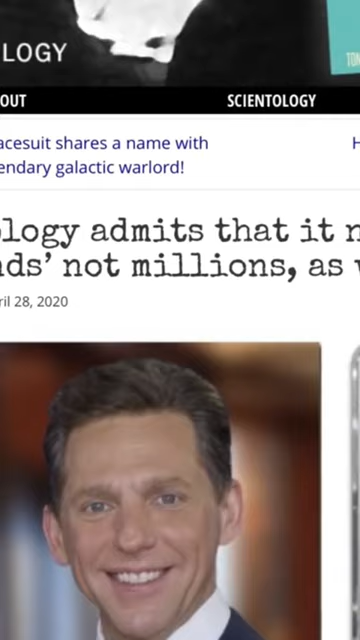 LOGY
TON
OUT
SCIENTOLOGY
acesuit shares a name with
endary galactic warlord!
H
ology admits that it n
nds’ not millions, as w
ril 28, 2020